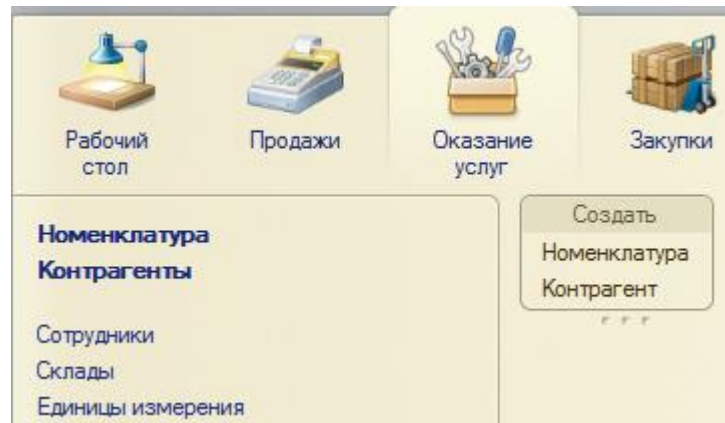 Рабочий
стол
Продажи
Оказание
услуг
Закупки
Номенклатура
Контрагенты
Сотрудники
Склады
Единицы измерения
Создать
Номенклатура
Контрагент